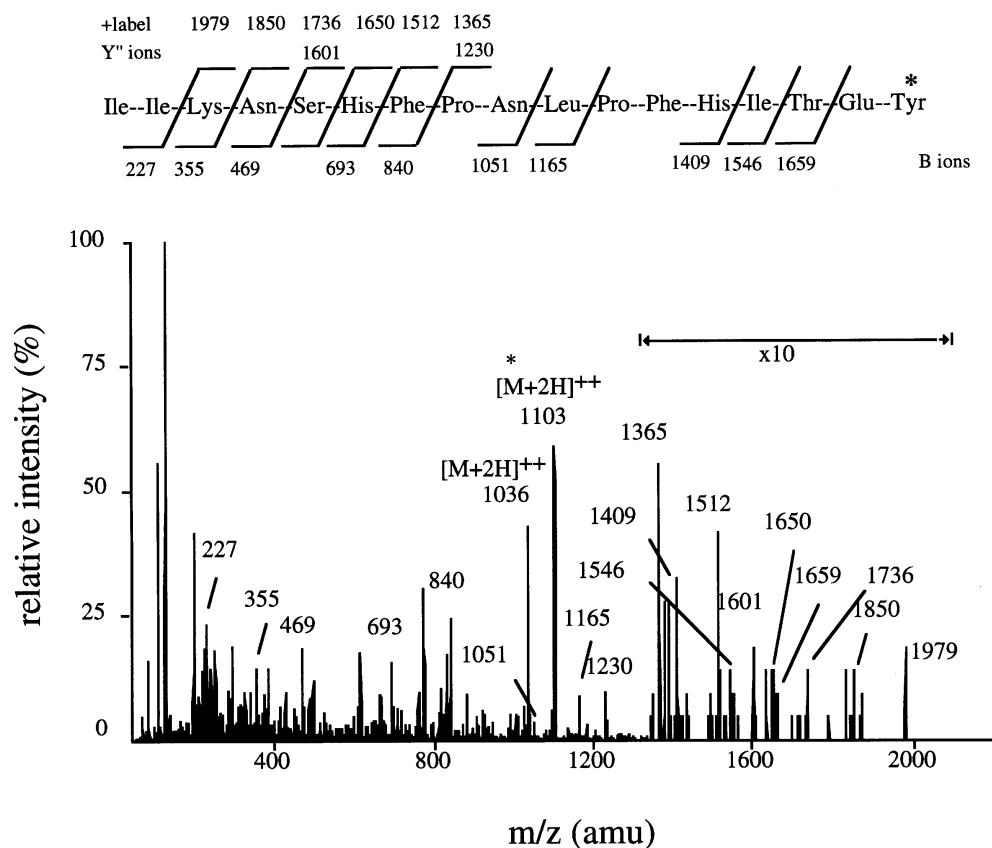 +label 1979 1850 1736 1650 1512 1365
Y" ions 1601 1230
*
Ile--Ile--Lys--Asn--Ser--His--Phe--Pro--Asn--Leu--Pro--Phe--His--Ile--Thr--Glu--Tyr
227 355 469 693 840 1051 1165 1409 1546 1659 B ions
100
75
50
25
0
relative intensity (%)
x10
*
[M+2H]++
1103
[M+2H]++
1036
1365
1409
1512
1546
1650
1601
1659
1736
1850
1979
227
355
469
693
840
1051
1165
1230
400 800 1200 1600 2000
m/z (amu)